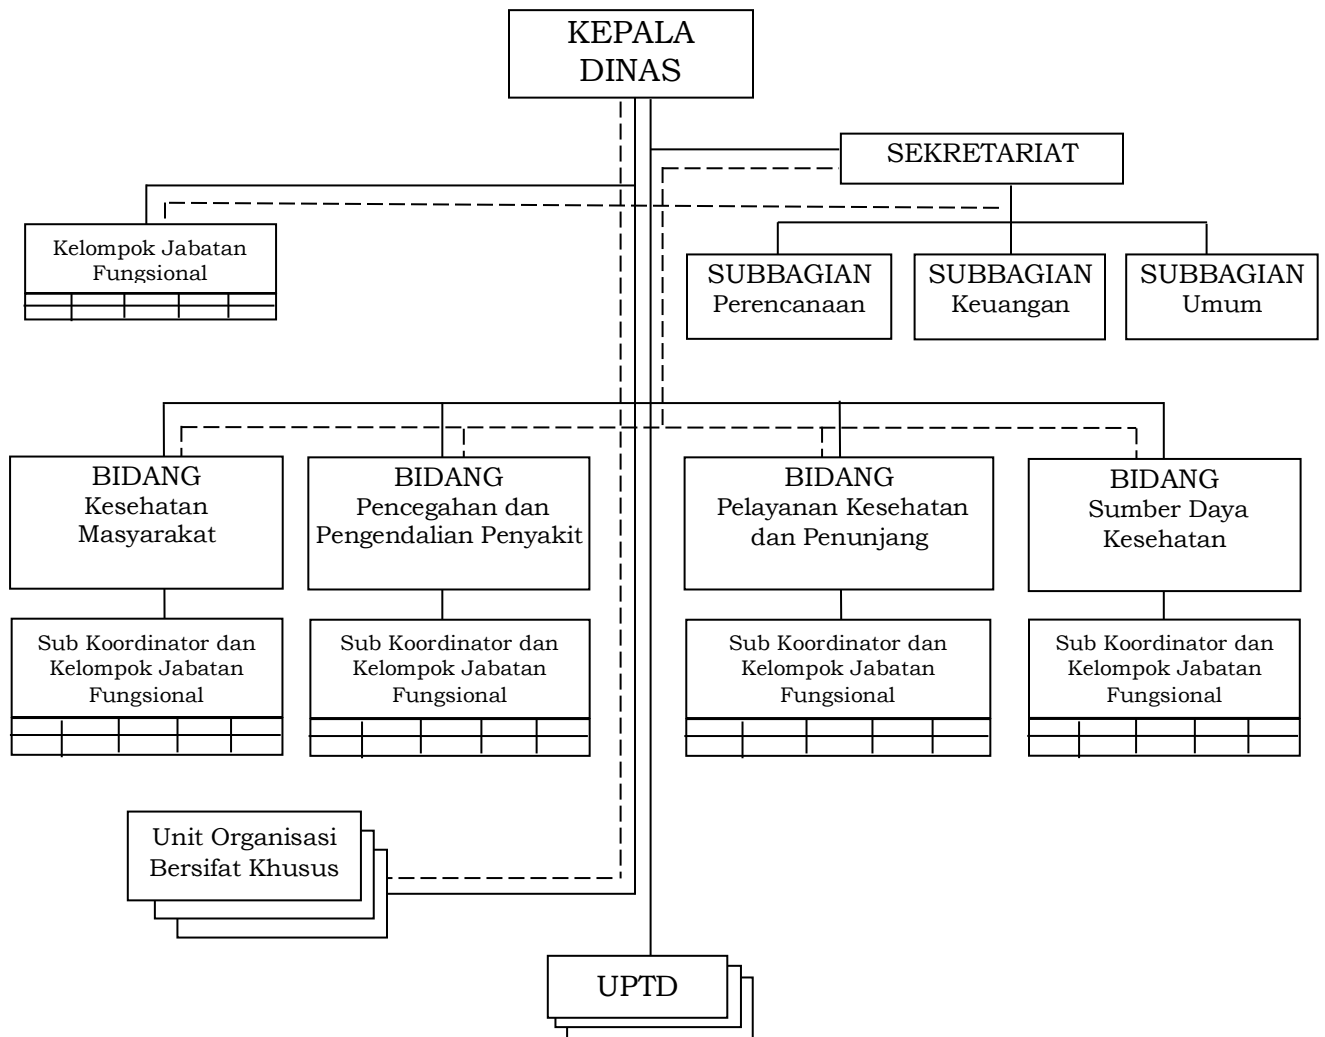 KEPALA
DINAS
SEKRETARIAT
Kelompok Jabatan
Fungsional
SUBBAGIAN
Perencanaan
SUBBAGIAN
Keuangan
SUBBAGIAN
Umum
BIDANG
Kesehatan
Masyarakat
BIDANG
Pencegahan dan
Pengendalian Penyakit
BIDANG
Pelayanan Kesehatan
dan Penunjang
BIDANG
Sumber Daya
Kesehatan
Sub Koordinator dan
Kelompok Jabatan
Fungsional
Sub Koordinator dan
Kelompok Jabatan
Fungsional
Sub Koordinator dan
Kelompok Jabatan
Fungsional
Sub Koordinator dan
Kelompok Jabatan
Fungsional
Unit Organisasi
Bersifat Khusus
UPTD